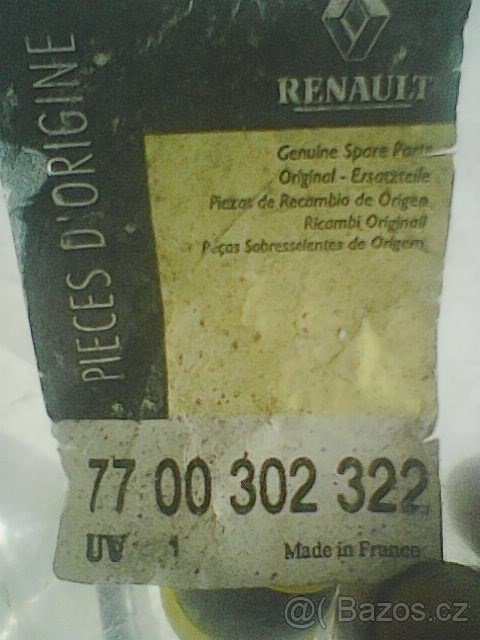 RENAULT
PIECES D'ORIGINE
Genuine Spare Parts
Original - Ersatzteile
Piezas de Recambio de Origen
Ricambi Originali
Peças Sobresselentes de Origem
77 00 302 322
UV 1
Made in France
@( Bazos.cz